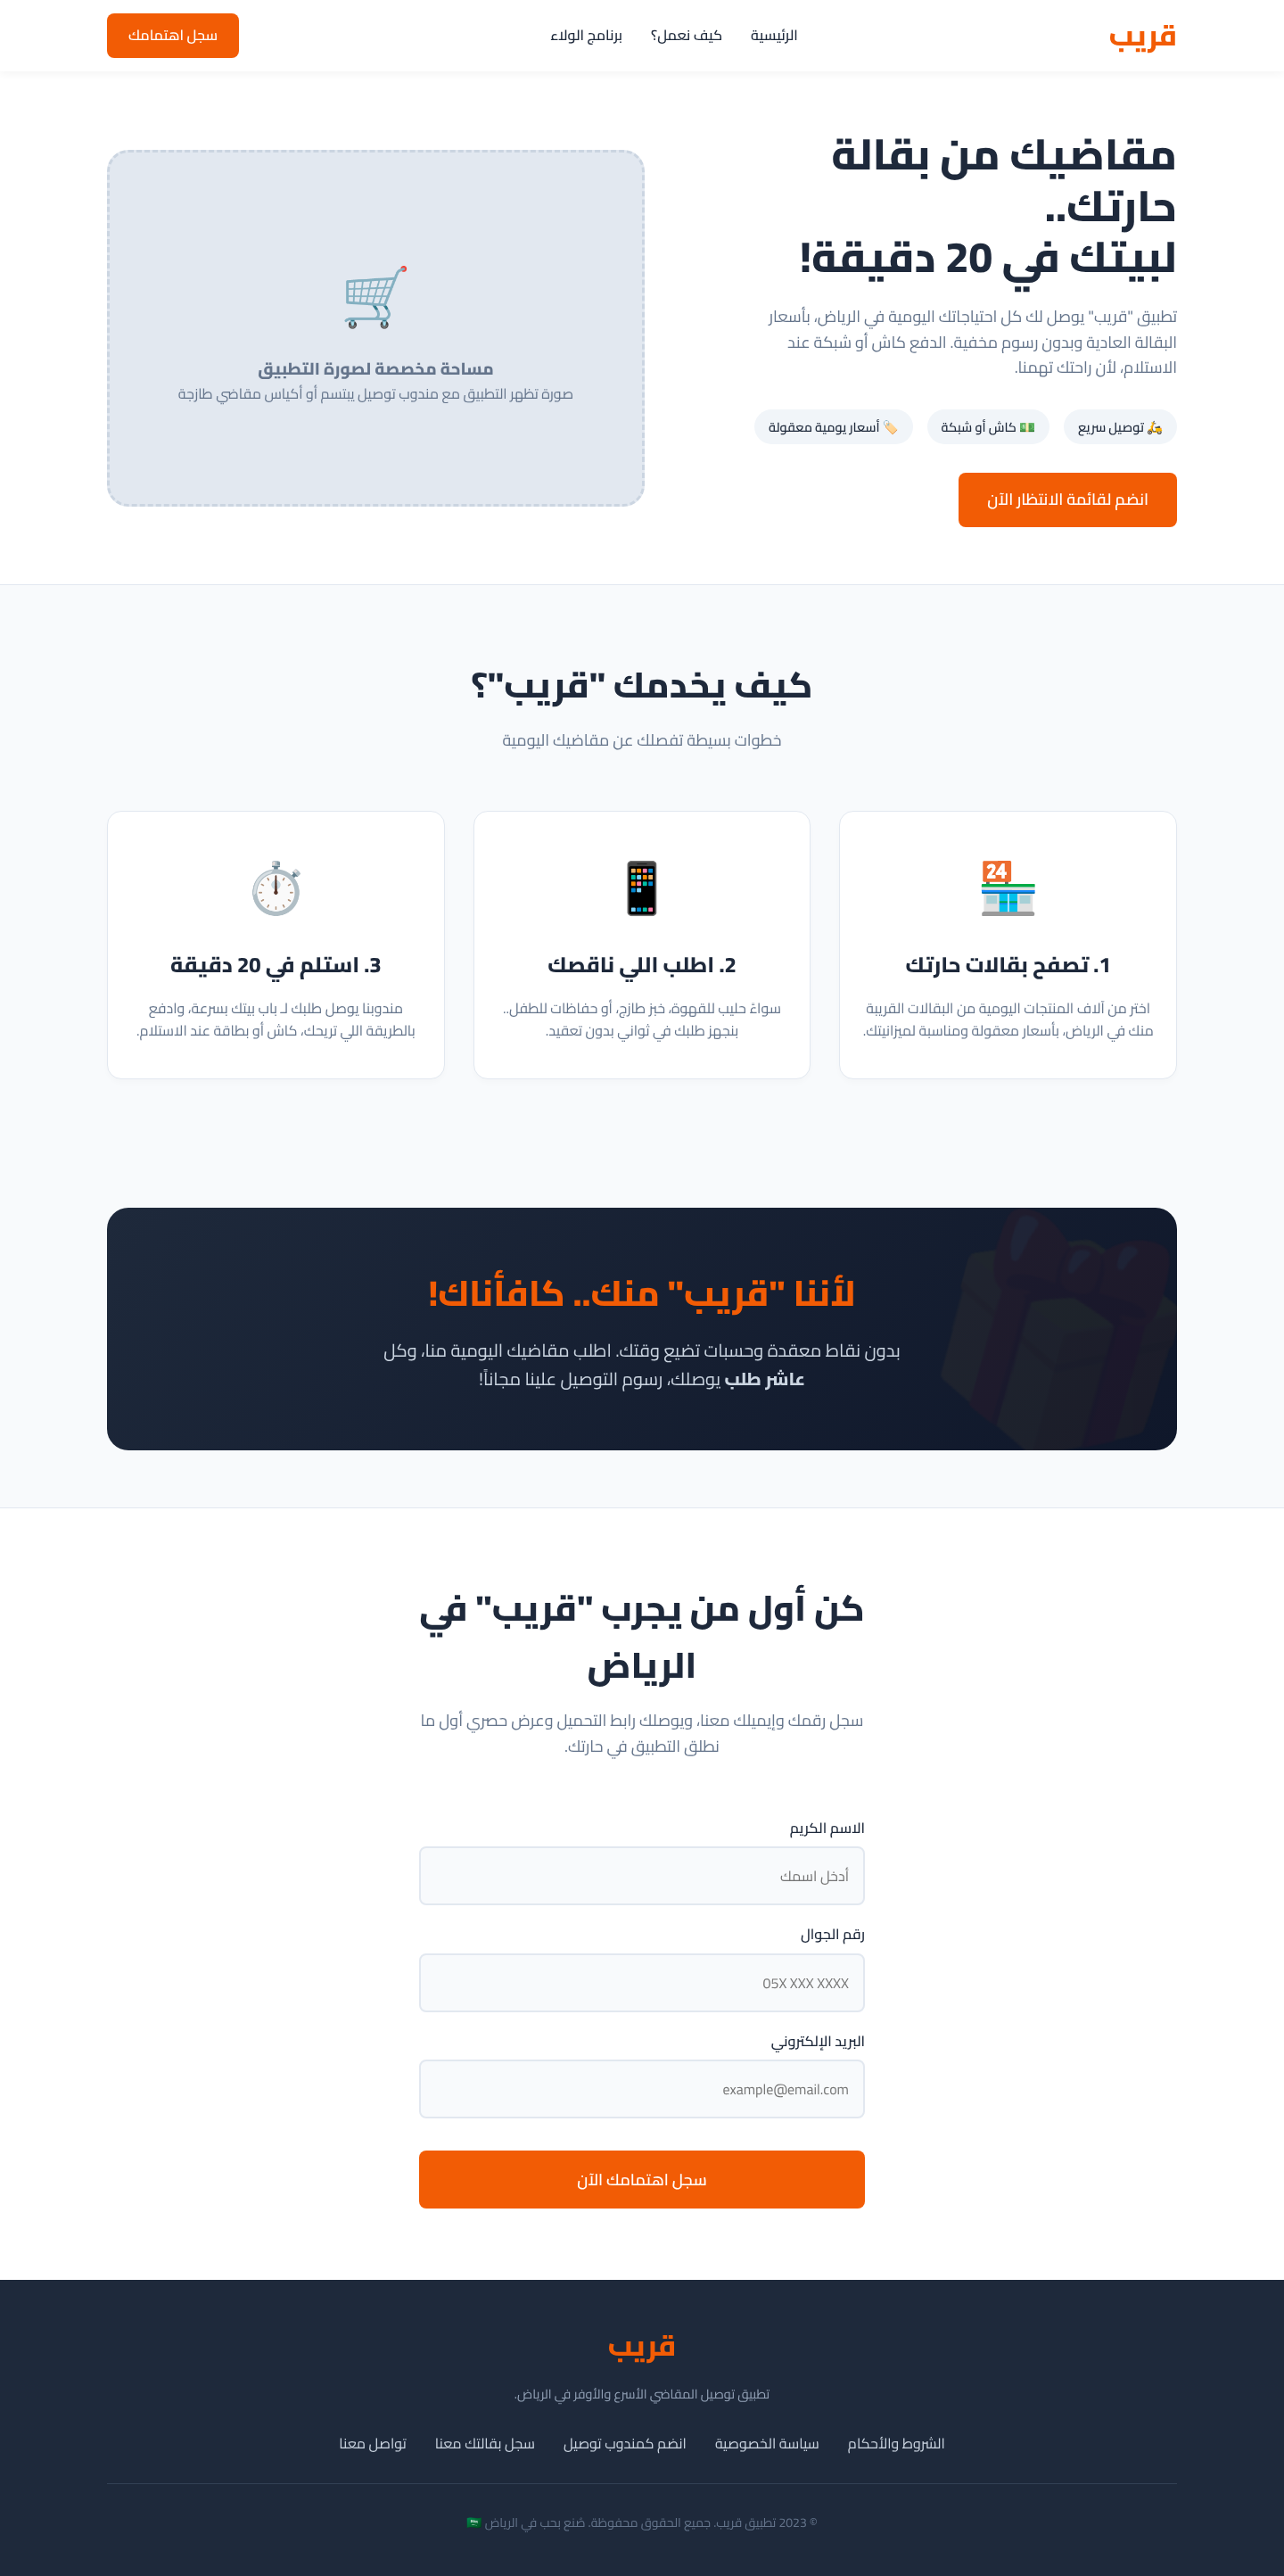 قريب
الرئيسية
كيف نعمل؟
برنامج الولاء
سجل اهتمامك
مقاضيك من بقالة
حارتك..
لبيتك في 20 دقيقة!
تطبيق "قريب" يوصل لك كل احتياجاتك اليومية في الرياض، بأسعار
البقالة العادية وبدون رسوم مخفية. الدفع كاش أو شبكة عند
الاستلام، لأن راحتك تهمنا.
🛵 توصيل سريع
💵 كاش أو شبكة
🏷️ أسعار يومية معقولة
انضم لقائمة الانتظار الآن
مساحة مخصصة لصورة التطبيق
صورة تظهر التطبيق مع مندوب توصيل يبتسم أو أكياس مقاضي طازجة
كيف يخدمك "قريب"؟
خطوات بسيطة تفصلك عن مقاضيك اليومية
24
1. تصفح بقالات حارتك
اختر من آلاف المنتجات اليومية من البقالات القريبة
منك في الرياض، بأسعار معقولة ومناسبة لميزانيتك.
2. اطلب اللي ناقصك
سواءً حليب للقهوة، خبز طازج، أو حفاظات للطفل..
بنجهز طلبك في ثواني بدون تعقيد.
3. استلم في 20 دقيقة
مندوبنا يوصل طلبك لـ باب بيتك بسرعة، وادفع
بالطريقة اللي تريحك، كاش أو بطاقة عند الاستلام.
لأننا "قريب" منك.. كافأناك!
بدون نقاط معقدة وحسبات تضيع وقتك. اطلب مقاضيك اليومية منا، وكل
عاشر طلب يوصلك، رسوم التوصيل علينا مجاناً!
كن أول من يجرب "قريب" في
الرياض
سجل رقمك وإيميلك معنا، ويوصلك رابط التحميل وعرض حصري أول ما
نطلق التطبيق في حارتك.
الاسم الكريم
أدخل اسمك
رقم الجوال
05X XXX XXXX
البريد الإلكتروني
example@email.com
سجل اهتمامك الآن
قريب
تطبيق توصيل المقاضي الأسرع والأوفر في الرياض.
الشروط والأحكام
سياسة الخصوصية
انضم كمندوب توصيل
سجل بقالتك معنا
تواصل معنا
© 2023 تطبيق قريب. جميع الحقوق محفوظة. صُنع بحب في الرياض 🇸🇦